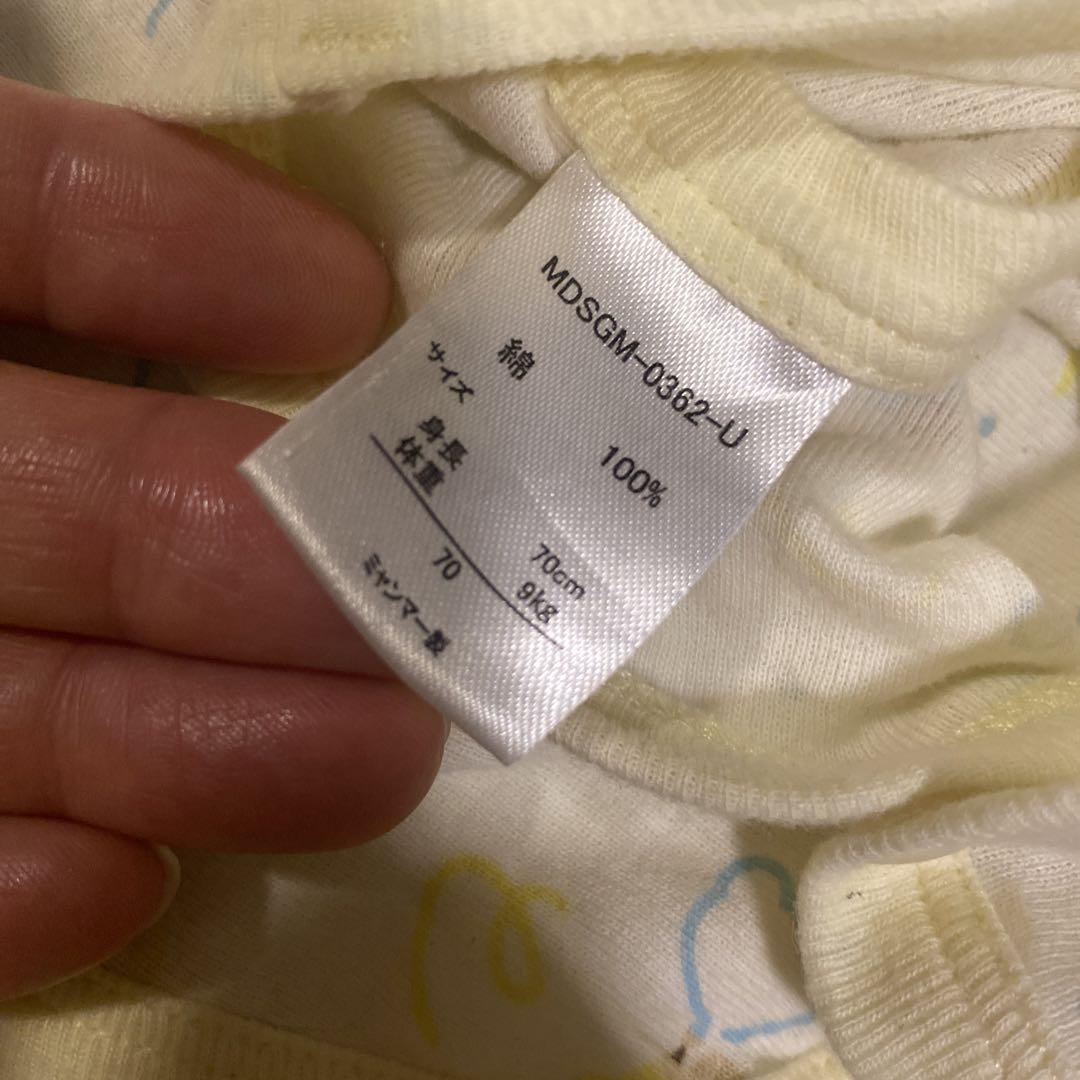 MDSGM-0362-U
綿 100%
サイズ
身長 70cm
体重 9kg
70
ミャンマー製